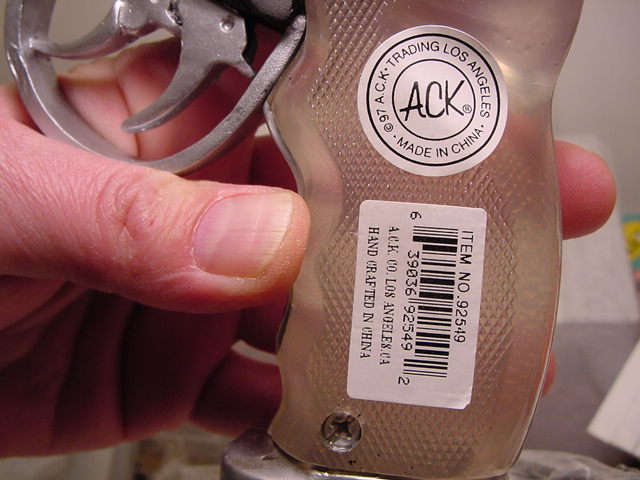 A.C.K. TRADING LOS ANGELES
ACK®
©'97
· MADE IN CHINA ·
ITEM NO.92549
6 39036 92549 2
A.C.K. CO. LOS ANGELES, CA
HAND CRAFTED IN CHINA